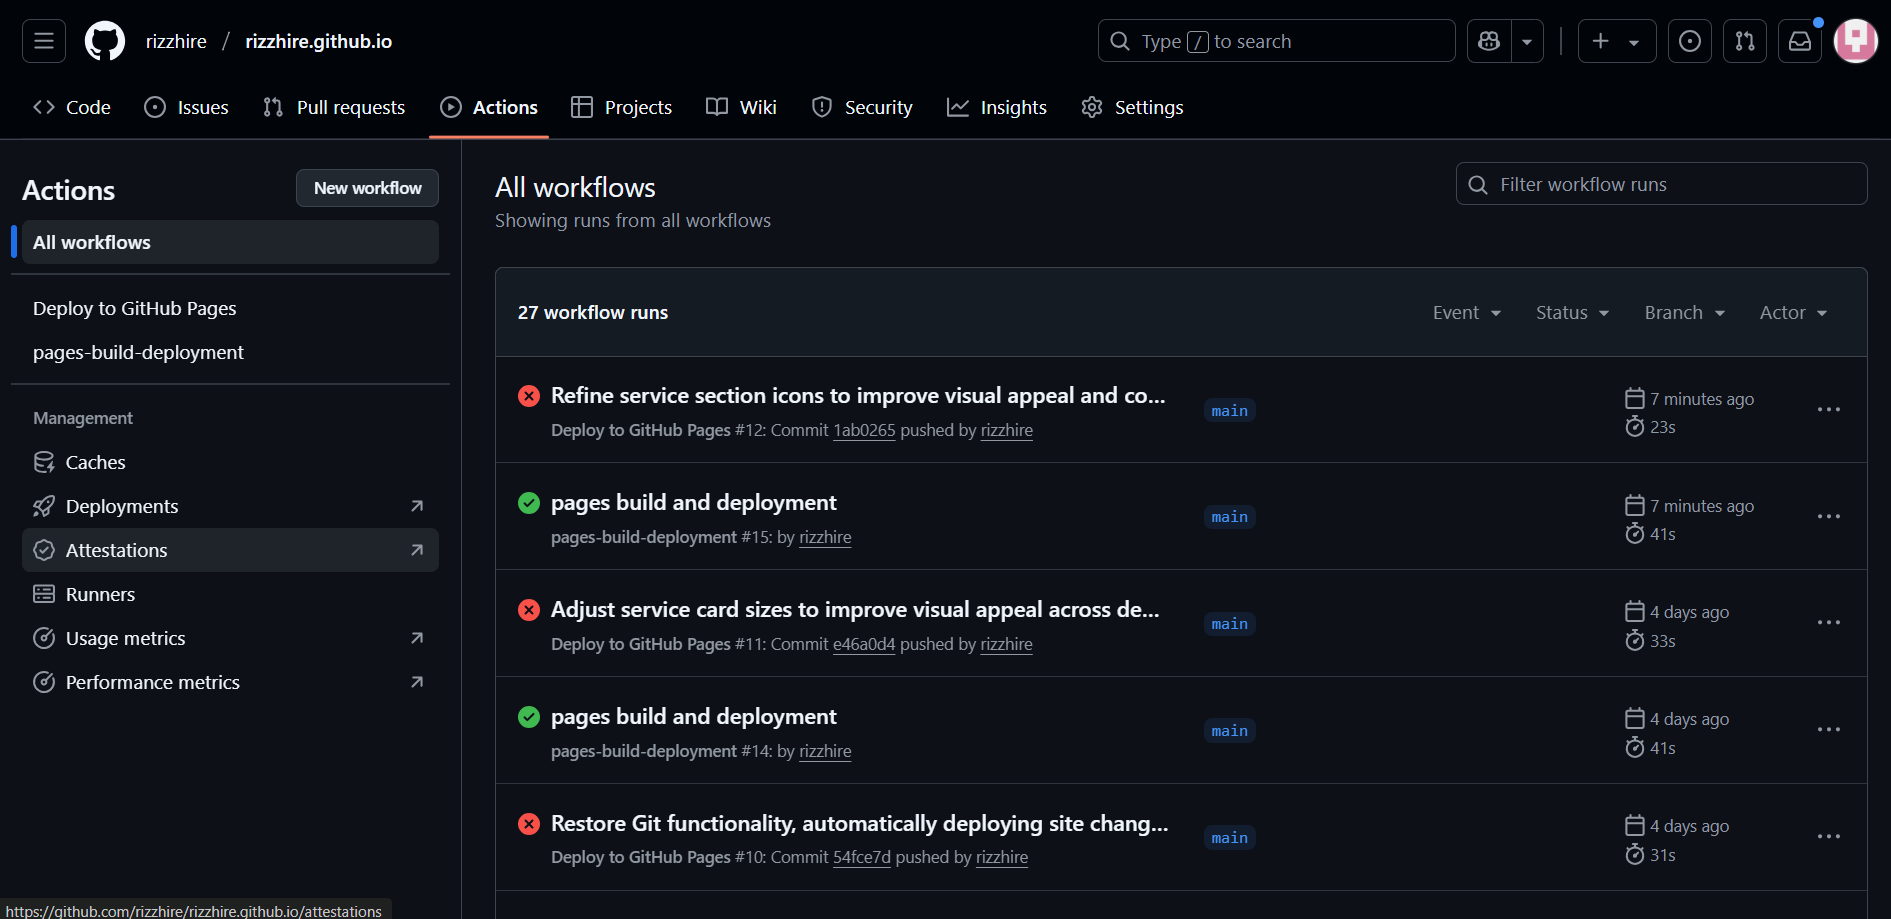 rizzhire / rizzhire.github.io
Type / to search
Code
Issues
Pull requests
Actions
Projects
Wiki
Security
Insights
Settings
Actions
New workflow
All workflows
Deploy to GitHub Pages
pages-build-deployment
Management
Caches
Deployments
Attestations
Runners
Usage metrics
Performance metrics
All workflows
Showing runs from all workflows
Filter workflow runs
27 workflow runs
Event
Status
Branch
Actor
Refine service section icons to improve visual appeal and co...
Deploy to GitHub Pages #12: Commit 1ab0265 pushed by rizzhire
main
7 minutes ago
23s
pages build and deployment
pages-build-deployment #15: by rizzhire
main
7 minutes ago
41s
Adjust service card sizes to improve visual appeal across de...
Deploy to GitHub Pages #11: Commit e46a0d4 pushed by rizzhire
main
4 days ago
33s
pages build and deployment
pages-build-deployment #14: by rizzhire
main
4 days ago
41s
Restore Git functionality, automatically deploying site chang...
Deploy to GitHub Pages #10: Commit 54fce7d pushed by rizzhire
main
4 days ago
31s
https://github.com/rizzhire/rizzhire.github.io/attestations